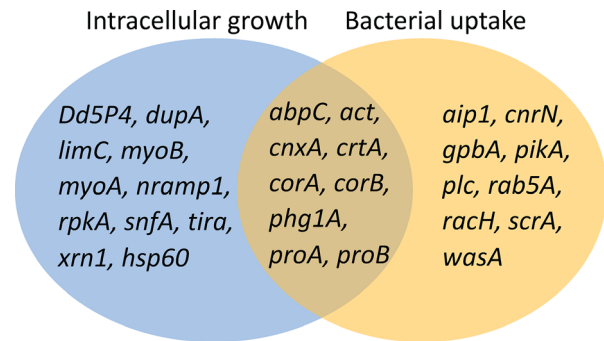 Intracellular growth
Bacterial uptake
Dd5P4, dupA,
limC, myoB,
myoA, nramp1,
rpkA, snfA, tira,
xrn1, hsp60
abpC, act,
cnxA, crtA,
corA, corB,
phg1A,
proA, proB
aip1, cnrN,
gpbA, pikA,
plc, rab5A,
racH, scrA,
wasA